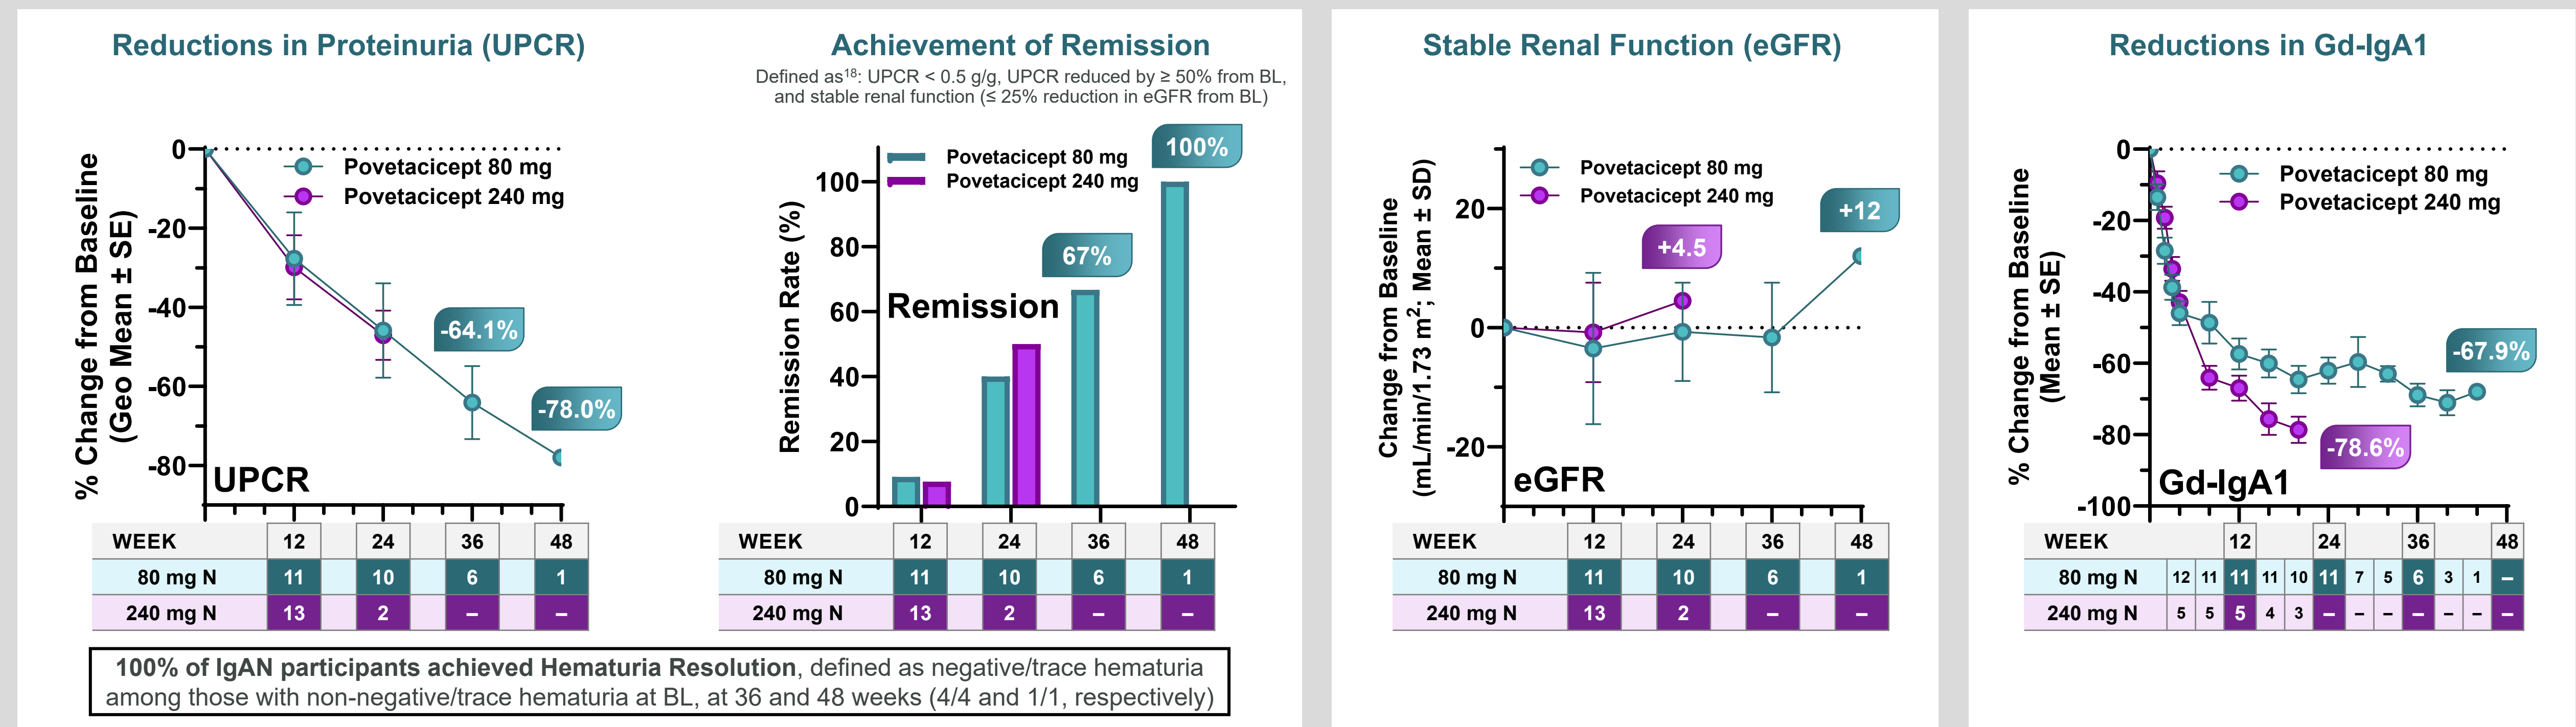 Reductions in Proteinuria (UPCR)
0
-20
-40
-60
-80
% Change from Baseline
(Geo Mean ± SE)
Povetacicept 80 mg
Povetacicept 240 mg
-64.1%
-78.0%
UPCR
WEEK 12 24 36 48
80 mg N 11 10 6 1
240 mg N 13 2 – –
Achievement of Remission
Defined as¹⁸: UPCR < 0.5 g/g, UPCR reduced by ≥ 50% from BL,
and stable renal function (≤ 25% reduction in eGFR from BL)
100
80
60
40
20
0
Remission Rate (%)
Povetacicept 80 mg
Povetacicept 240 mg
100%
67%
Remission
WEEK 12 24 36 48
80 mg N 11 10 6 1
240 mg N 13 2 – –
100% of IgAN participants achieved Hematuria Resolution, defined as negative/trace hematuria
among those with non-negative/trace hematuria at BL, at 36 and 48 weeks (4/4 and 1/1, respectively)
Stable Renal Function (eGFR)
20
0
-20
Change from Baseline
(mL/min/1.73 m²; Mean ± SD)
Povetacicept 80 mg
Povetacicept 240 mg
+4.5
+12
eGFR
WEEK 12 24 36 48
80 mg N 11 10 6 1
240 mg N 13 2 – –
Reductions in Gd-IgA1
0
-20
-40
-60
-80
-100
% Change from Baseline
(Mean ± SE)
Povetacicept 80 mg
Povetacicept 240 mg
-67.9%
-78.6%
Gd-IgA1
WEEK 12 24 36 48
80 mg N 12 11 11 11 10 11 7 5 6 3 1 –
240 mg N 5 5 5 4 3 – – – – – – –